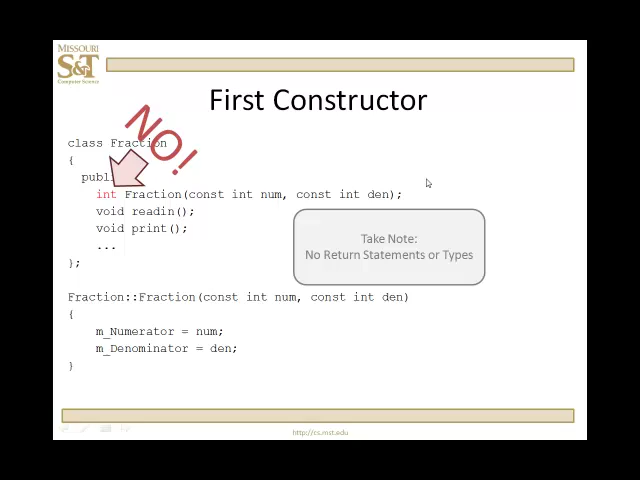 MISSOURI
S&T
Computer Science
First Constructor
NO!
class Fraction
{
publi
int Fraction(const int num, const int den);
void readin();
void print();
...
};
Take Note:
No Return Statements or Types
Fraction::Fraction(const int num, const int den)
{
m_Numerator = num;
m_Denominator = den;
}
http://cs.mst.edu